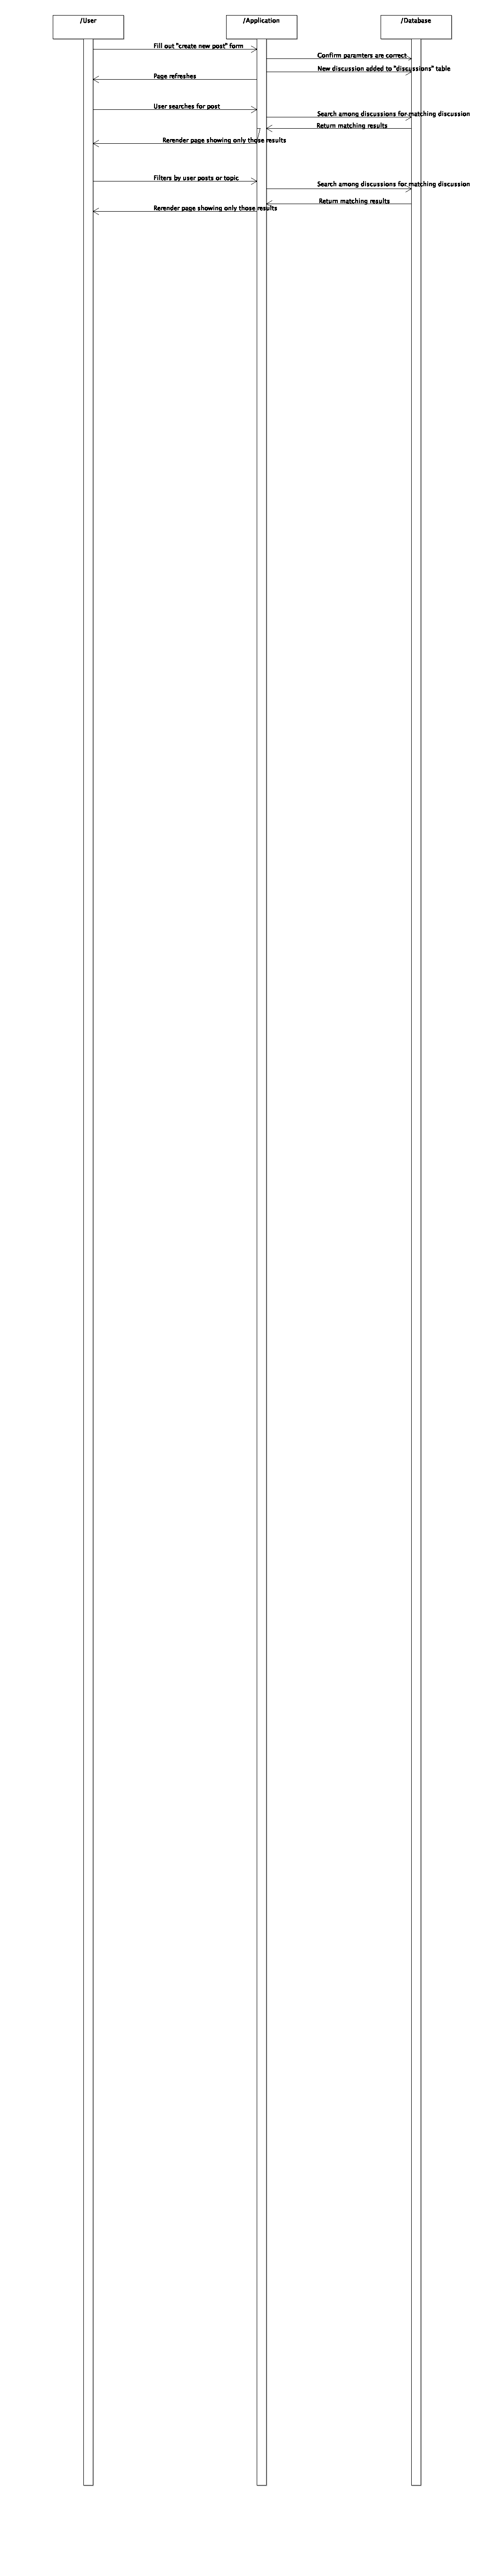 /User
/Application
/Database
Fill out "create new post" form
Confirm paramters are correct
New discussion added to "discussions" table
Page refreshes
User searches for post
Search among discussions for matching discussion
Return matching results
Rerender page showing only those results
Filters by user posts or topic
Search among discussions for matching discussion
Return matching results
Rerender page showing only those results